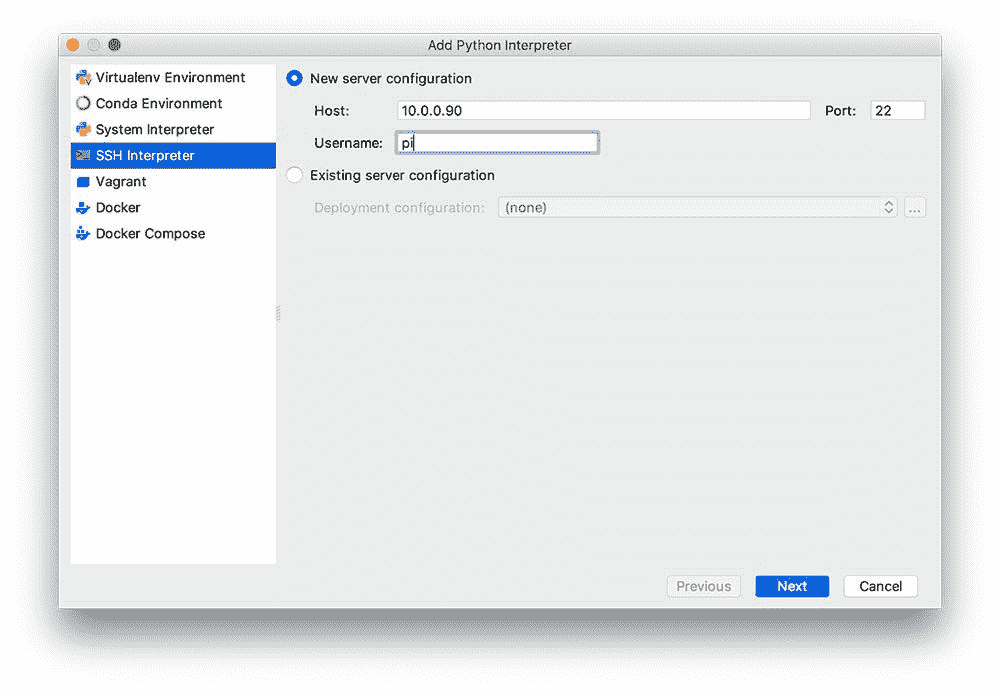 Add Python Interpreter
Virtualenv Environment
Conda Environment
System Interpreter
SSH Interpreter
Vagrant
Docker
Docker Compose
New server configuration
Host: 10.0.0.90 Port: 22
Username: pi
Existing server configuration
Deployment configuration: (none) ...
Previous Next Cancel